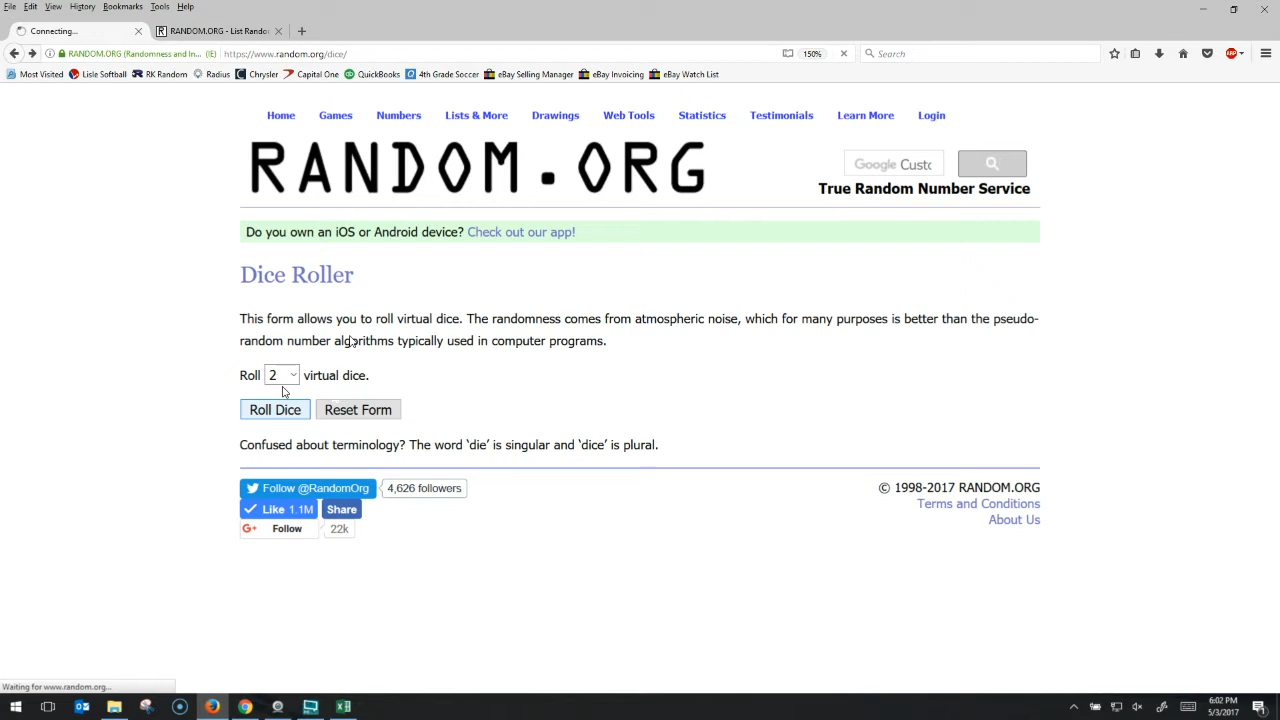 File Edit View History Bookmarks Tools Help
Connecting...
RANDOM.ORG - List Rando
RANDOM.ORG (Randomness and In... (IE)
https://www.random.org/dice/
150%
Search
Most Visited Lisle Softball RK Random Radius Chrysler Capital One QuickBooks 4th Grade Soccer eBay Selling Manager eBay Invoicing eBay Watch List
Home Games Numbers Lists & More Drawings Web Tools Statistics Testimonials Learn More Login
RANDOM.ORG
Google Custo
True Random Number Service
Do you own an iOS or Android device? Check out our app!
Dice Roller
This form allows you to roll virtual dice. The randomness comes from atmospheric noise, which for many purposes is better than the pseudo-
random number algorithms typically used in computer programs.
Roll 2 virtual dice.
Roll Dice Reset Form
Confused about terminology? The word ‘die’ is singular and ‘dice’ is plural.
Follow @RandomOrg 4,626 followers
Like 1.1M Share
G+ Follow 22k
© 1998-2017 RANDOM.ORG
Terms and Conditions
About Us
Waiting for www.random.org...
6:02 PM
5/3/2017